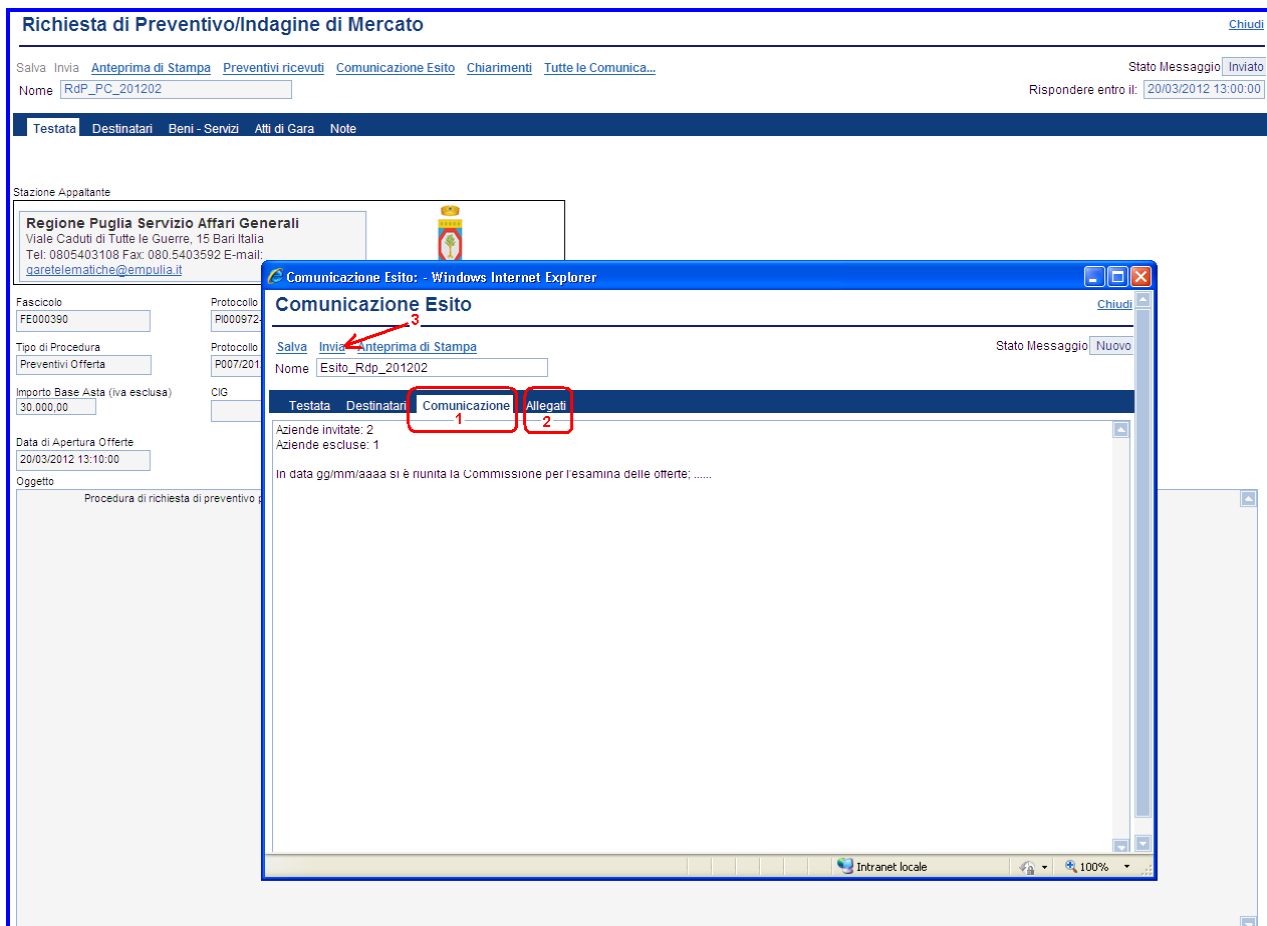 Richiesta di Preventivo/Indagine di Mercato
Chiudi
Salva Invia Anteprima di Stampa Preventivi ricevuti Comunicazione Esito Chiarimenti Tutte le Comunica...
Stato Messaggio Inviato
Nome RdP_PC_201202
Rispondere entro il: 20/03/2012 13:00:00
Testata Destinatari Beni - Servizi Atti di Gara Note
Stazione Appaltante
Regione Puglia Servizio Affari Generali
Viale Caduti di Tutte le Guerre, 15 Bari Italia
Tel: 0805403108 Fax: 080.5403592 E-mail:
garetelematiche@empulia.it
Fascicolo Protocollo
FE000390 PI000972-
Tipo di Procedura Protocollo
Preventivi Offerta P007/201
Importo Base Asta (iva esclusa) CIG
30.000,00
Data di Apertura Offerte
20/03/2012 13:10:00
Oggetto
Procedura di richiesta di preventivo p
Comunicazione Esito: - Windows Internet Explorer
Comunicazione Esito
Chiudi
3
Salva Invia Anteprima di Stampa
Stato Messaggio Nuovo
Nome Esito_Rdp_201202
Testata Destinatari Comunicazione Allegati
1 2
Aziende invitate: 2
Aziende escluse: 1
In data gg/mm/aaaa si è riunita la Commissione per l'esamina delle offerte; ......
Intranet locale
100%